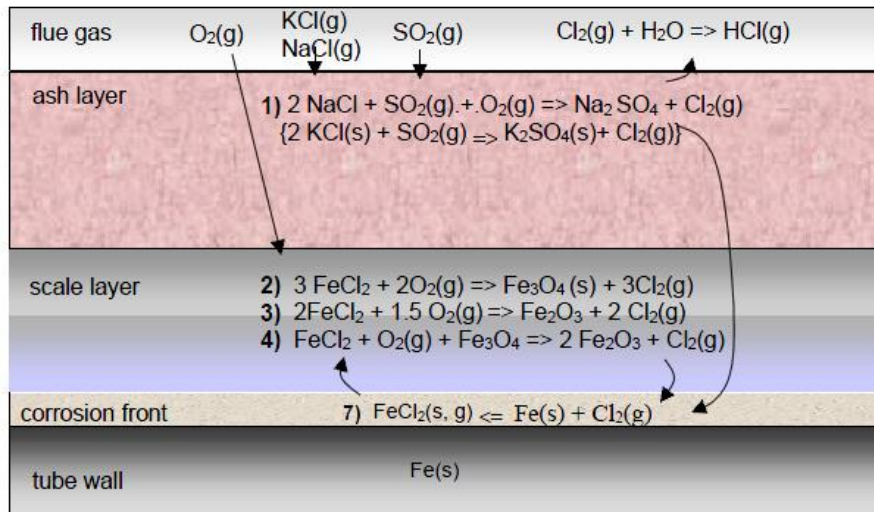 flue gas
O₂(g)
KCl(g)
NaCl(g)
SO₂(g)
Cl₂(g) + H₂O => HCl(g)
ash layer
1) 2 NaCl + SO₂(g).+.O₂(g) => Na₂SO₄ + Cl₂(g)
{2 KCl(s) + SO₂(g) => K₂SO₄(s)+ Cl₂(g)}
scale layer
2) 3 FeCl₂ + 2O₂(g) => Fe₃O₄ (s) + 3Cl₂(g)
3) 2FeCl₂ + 1.5 O₂(g)=> Fe₂O₃ + 2 Cl₂(g)
4) FeCl₂ + O₂(g) + Fe₃O₄ => 2 Fe₂O₃ + Cl₂(g)
corrosion front
7) FeCl₂(s, g) <= Fe(s) + Cl₂(g)
Fe(s)
tube wall